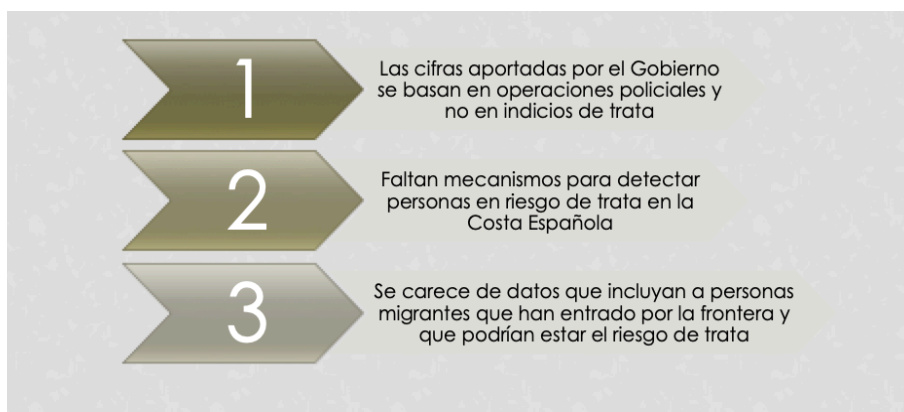 1
Las cifras aportadas por el Gobierno
se basan en operaciones policiales y
no en indicios de trata
2
Faltan mecanismos para detectar
personas en riesgo de trata en la
Costa Española
3
Se carece de datos que incluyan a personas
migrantes que han entrado por la frontera y
que podrían estar el riesgo de trata